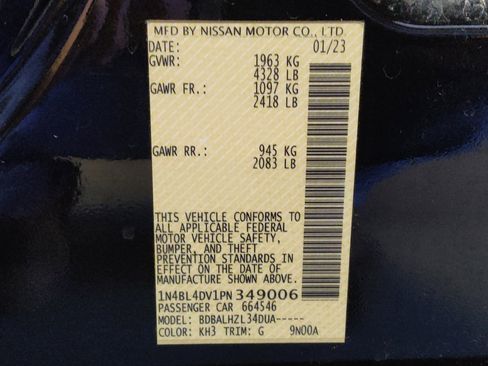 MFD BY NISSAN MOTOR CO., LTD.
DATE: 01/23
GVWR: 1963 KG
4328 LB
GAWR FR.: 1097 KG
2418 LB
GAWR RR.: 945 KG
2083 LB
THIS VEHICLE CONFORMS TO
ALL APPLICABLE FEDERAL
MOTOR VEHICLE SAFETY,
BUMPER, AND THEFT
PREVENTION STANDARDS IN
EFFECT ON THE DATE OF
MANUFACTURE SHOWN ABOVE.
1N4BL4DV1PN349006
PASSENGER CAR 664546
MODEL: BDBALHZL34DUA-----
COLOR: KH3 TRIM: G 9N00A